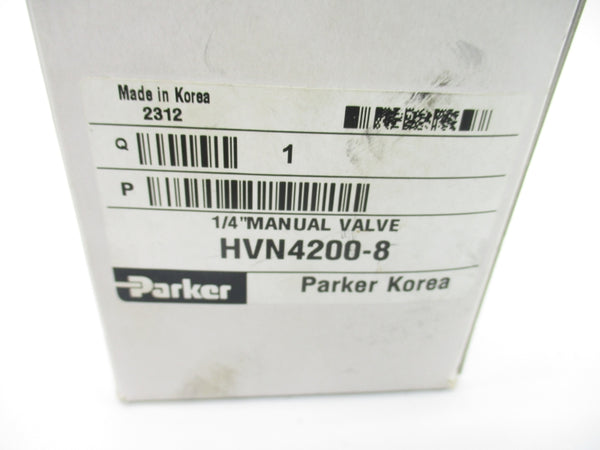 Made in Korea
2312
Q 1
P
1/4"MANUAL VALVE
HVN4200-8
Parker Parker Korea